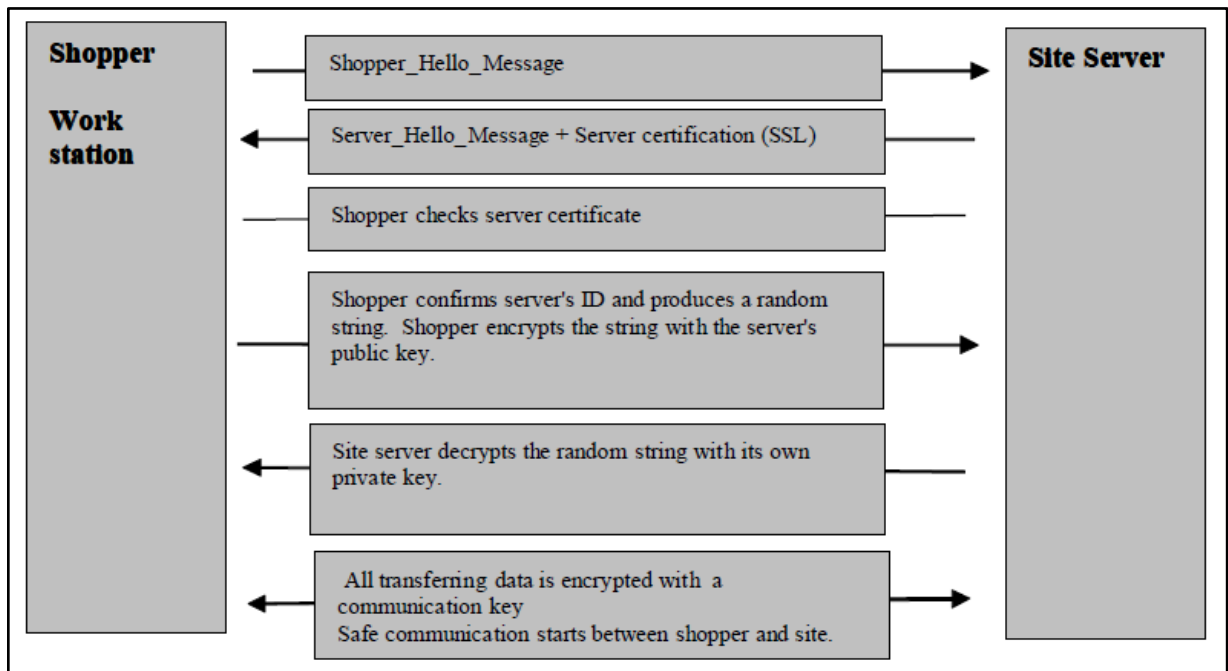 Shopper
Work
station
Shopper_Hello_Message
Server_Hello_Message + Server certification (SSL)
Shopper checks server certificate
Shopper confirms server's ID and produces a random
string. Shopper encrypts the string with the server's
public key.
Site server decrypts the random string with its own
private key.
All transferring data is encrypted with a
communication key
Safe communication starts between shopper and site.
Site Server